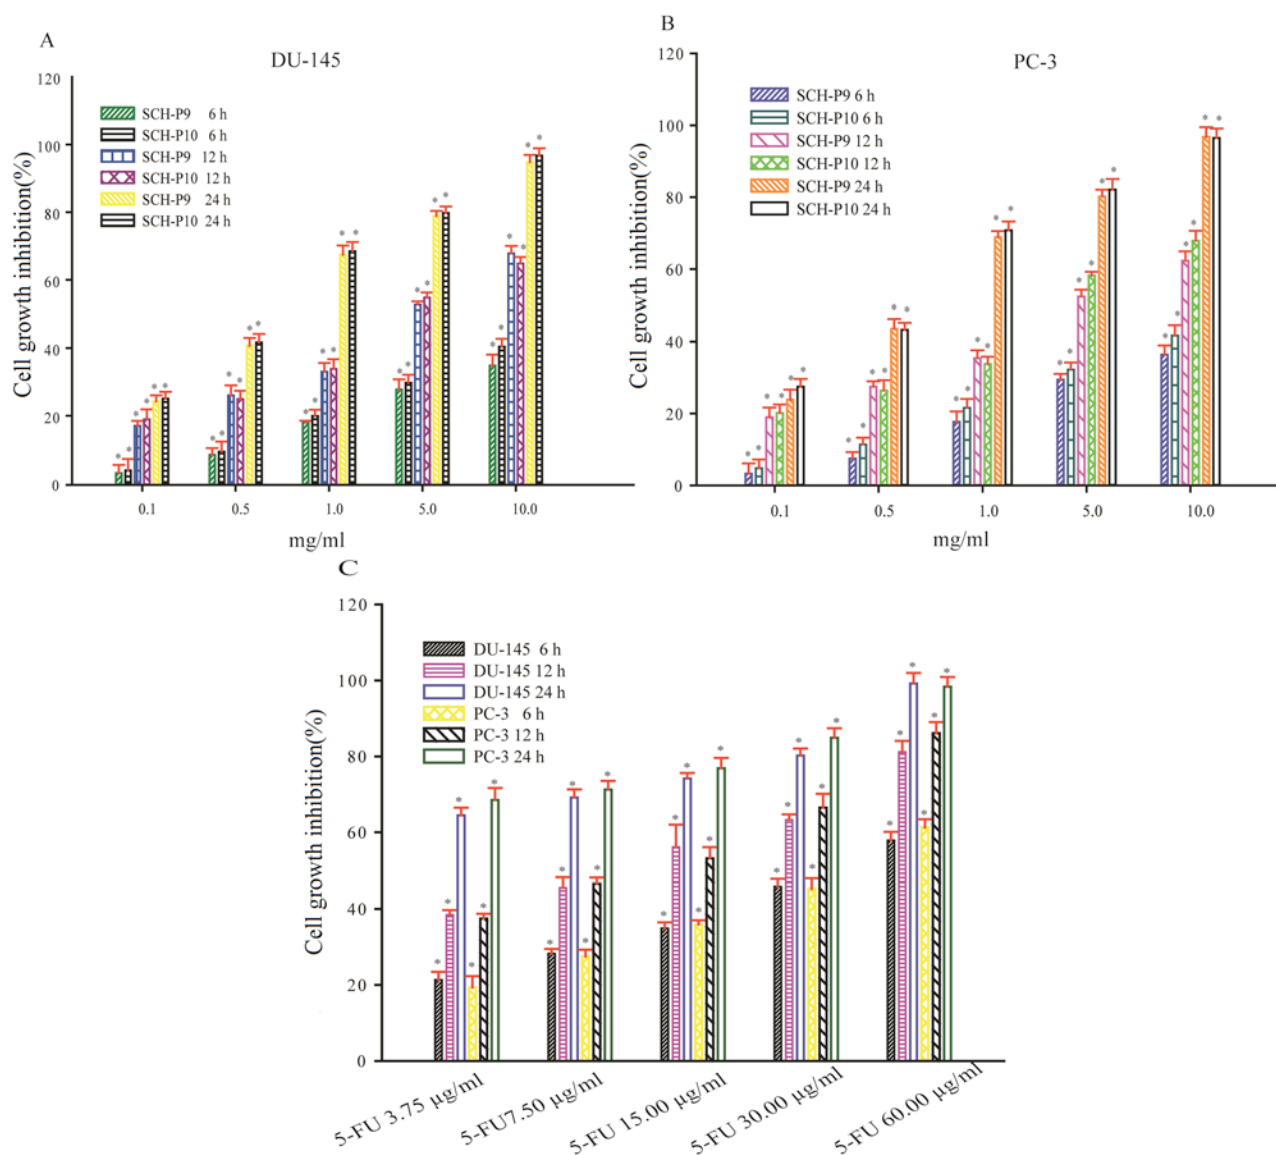 A
DU-145
120
100
80
60
40
20
0
Cell growth inhibition(%)
SCH-P9 6 h
SCH-P10 6 h
SCH-P9 12 h
SCH-P10 12 h
SCH-P9 24 h
SCH-P10 24 h
0.1 0.5 1.0 5.0 10.0
mg/ml
B
PC-3
120
100
80
60
40
20
0
Cell growth inhibition(%)
SCH-P9 6 h
SCH-P10 6 h
SCH-P9 12 h
SCH-P10 12 h
SCH-P9 24 h
SCH-P10 24 h
0.1 0.5 1.0 5.0 10.0
mg/ml
C
120
100
80
60
40
20
0
Cell growth inhibition(%)
DU-145 6 h
DU-145 12 h
DU-145 24 h
PC-3 6 h
PC-3 12 h
PC-3 24 h
5-FU 3.75 µg/ml
5-FU7.50 µg/ml
5-FU 15.00 µg/ml
5-FU 30.00 µg/ml
5-FU 60.00 µg/ml